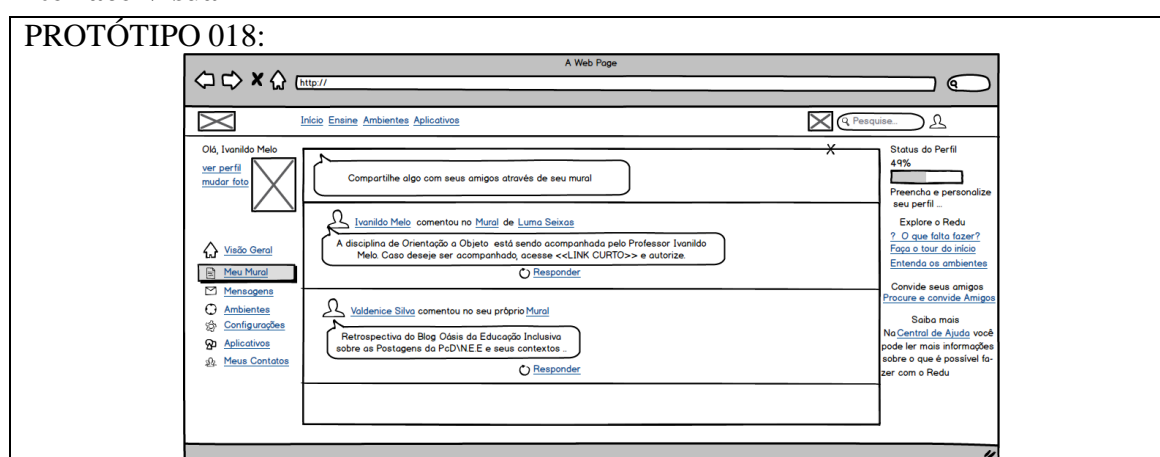 PROTÓTIPO 018:
A Web Page
http://
Início Ensine Ambientes Aplicativos
Pesquise...
Olá, Ivanildo Melo
ver perfil
mudar foto
Visão Geral
Meu Mural
Mensagens
Ambientes
Configurações
Aplicativos
Meus Contatos
X
Compartilhe algo com seus amigos através de seu mural
Ivanildo Melo comentou no Mural de Luma Seixas
A disciplina de Orientação a Objeto está sendo acompanhada pelo Professor Ivanildo
Melo. Caso deseje ser acompanhado, acesse <<LINK CURTO>> e autorize.
Responder
Valdenice Silva comentou no seu próprio Mural
Retrospectiva do Blog Oásis da Educação Inclusiva
sobre as Postagens da PcD\N.E.E e seus contextos ..
Responder
Status do Perfil
49%
Preencha e personalize
seu perfil ...
Explore o Redu
? O que falta fazer?
Faça o tour do início
Entenda os ambientes
Convide seus amigos
Procure e convide Amigos
Saiba mais
Na Central de Ajuda você
pode ler mais informações
sobre o que é possível fa-
zer com o Redu